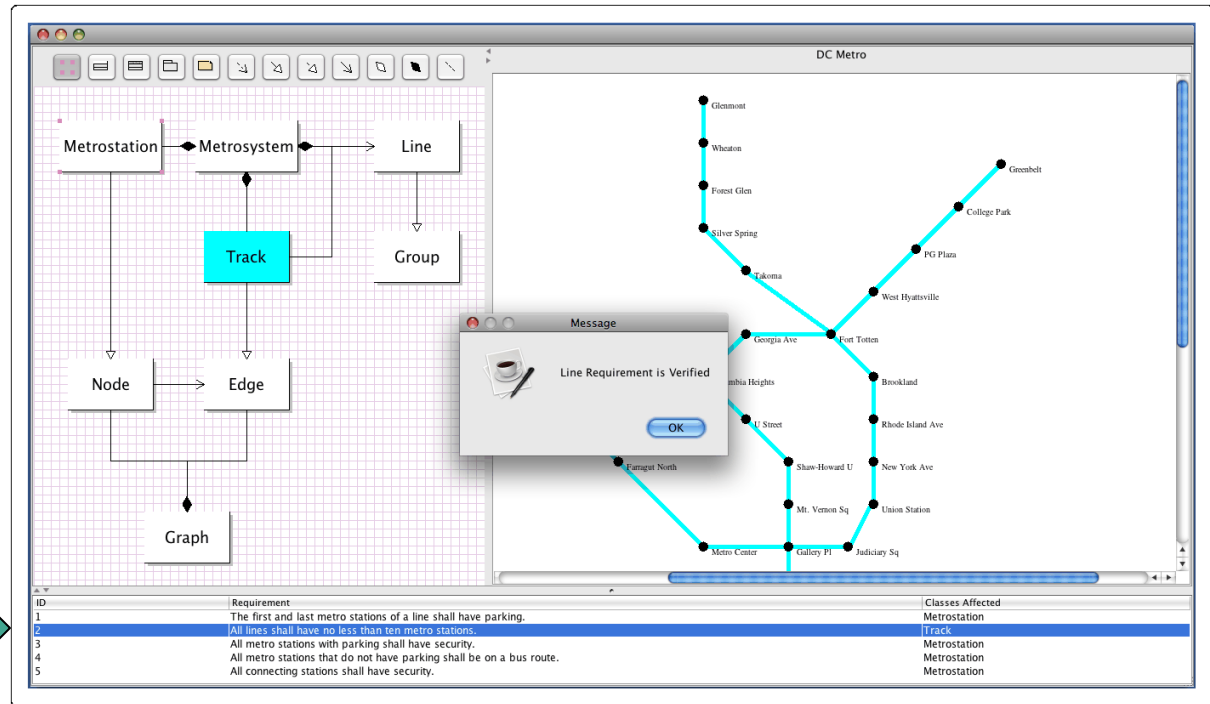 DC Metro
Metrostation
Metrosystem
Line
Track
Group
Node
Edge
Graph
Glenmont
Wheaton
Forest Glen
Silver Spring
Takoma
Greenbelt
College Park
PG Plaza
West Hyattsville
Georgia Ave
Fort Totten
Message
Line Requirement is Verified
OK
Heights
Brookland
U Street
Rhode Island Ave
Farragut North
Shaw-Howard U
New York Ave
Mt. Vernon Sq
Union Station
Metro Center
Gallery Pl
Judiciary Sq
ID Requirement Classes Affected
1 The first and last metro stations of a line shall have parking. Metrostation
2 All lines shall have no less than ten metro stations. Track
3 All metro stations with parking shall have security. Metrostation
4 All metro stations that do not have parking shall be on a bus route. Metrostation
5 All connecting stations shall have security. Metrostation